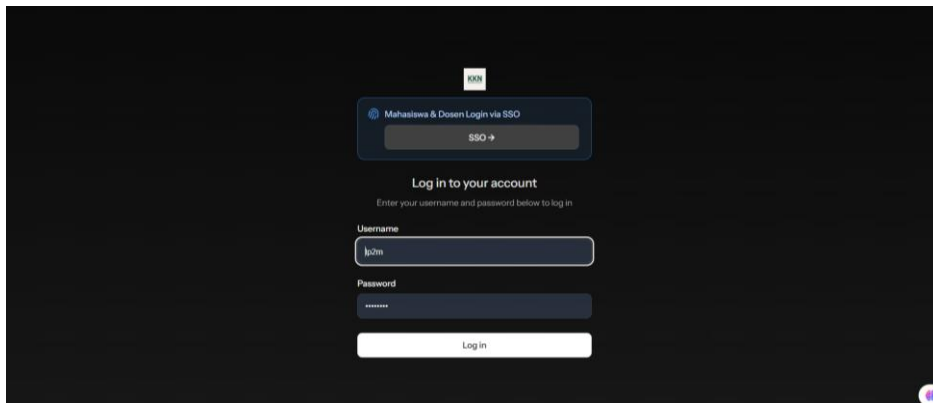 KKN
Mahasiswa & Dosen Login via SSO
SSO →
Log in to your account
Enter your username and password below to log in
Username
lp2m
Password
••••••••
Log in